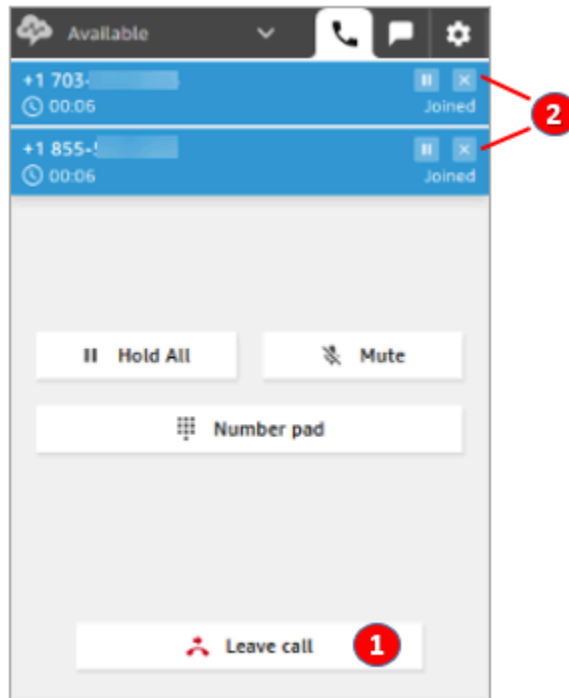 Available
+1 703-
00:06
Joined
2
+1 855-
00:06
Joined
Hold All
Mute
Number pad
Leave call
1